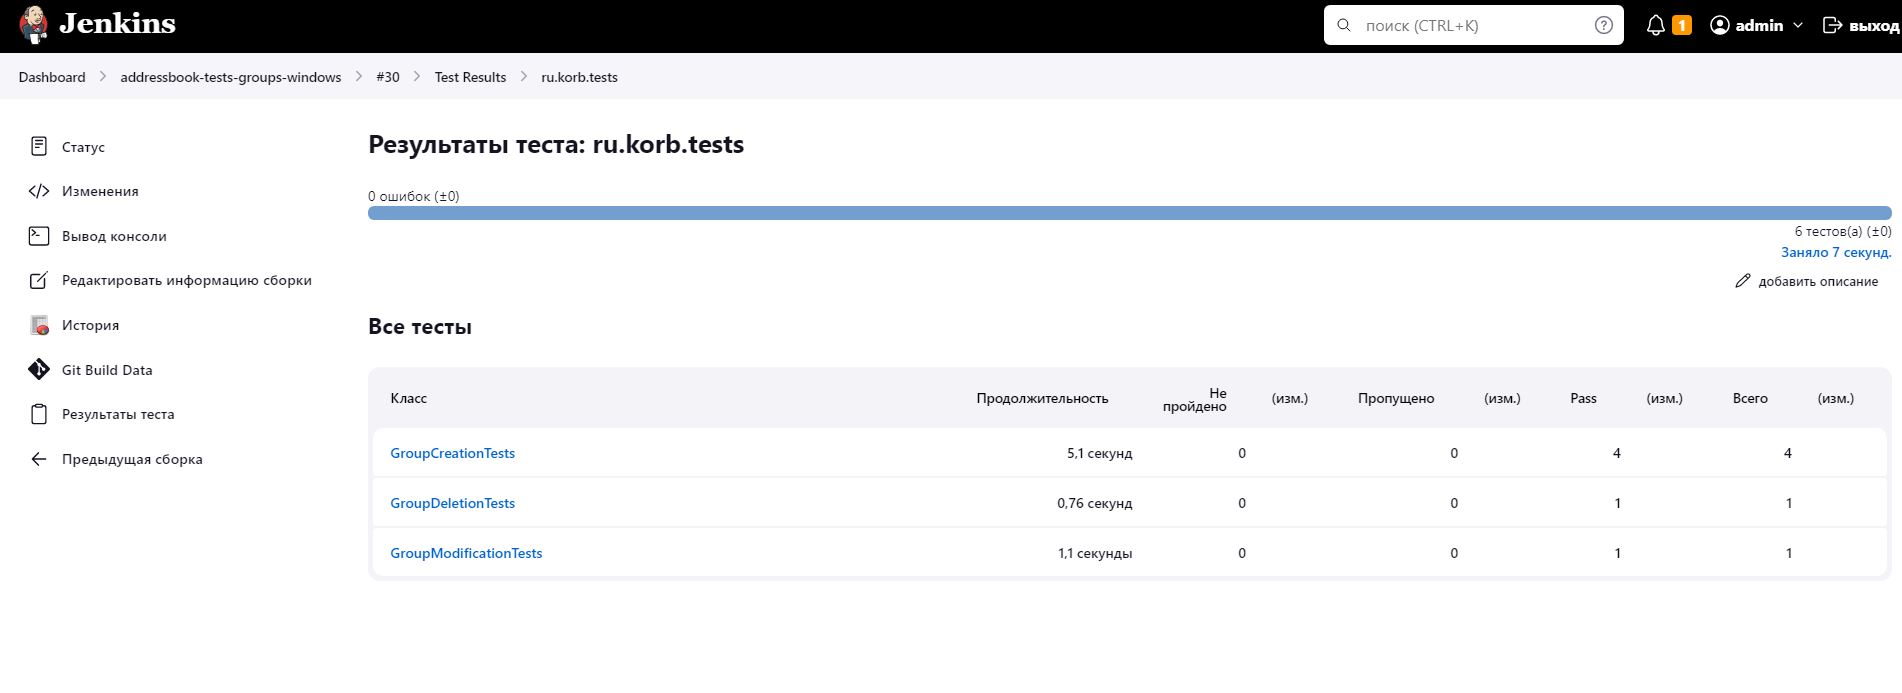 Jenkins
поиск (CTRL+K)
1
admin
выход
Dashboard > addressbook-tests-groups-windows > #30 > Test Results > ru.korb.tests
Статус
Изменения
Вывод консоли
Редактировать информацию сборки
История
Git Build Data
Результаты теста
Предыдущая сборка
Результаты теста: ru.korb.tests
0 ошибок (±0)
6 тестов(а) (±0)
Заняло 7 секунд.
добавить описание
Все тесты
Класс Продолжительность Не пройдено (изм.) Пропущено (изм.) Pass (изм.) Всего (изм.)
GroupCreationTests 5,1 секунд 0 0 4 4
GroupDeletionTests 0,76 секунд 0 0 1 1
GroupModificationTests 1,1 секунды 0 0 1 1